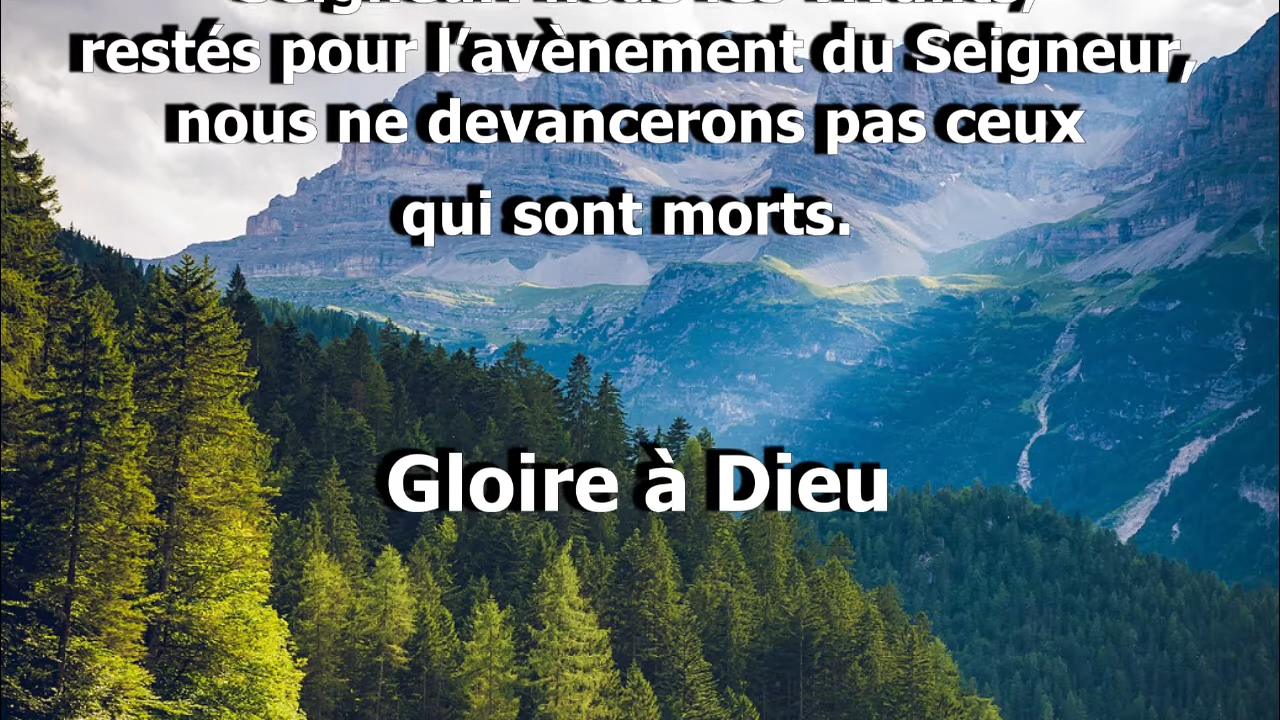 restés pour l’avènement du Seigneur,
nous ne devancerons pas ceux
qui sont morts.
Gloire à Dieu